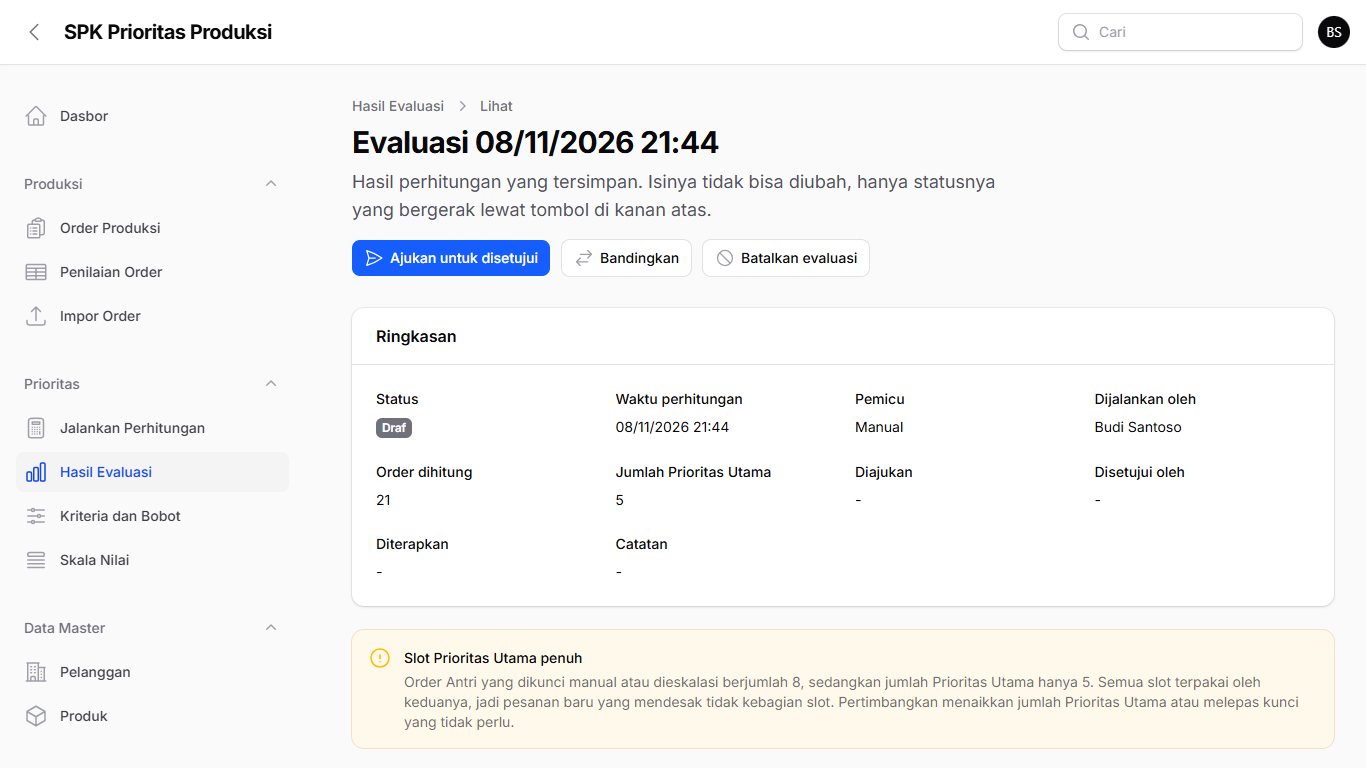 SPK Prioritas Produksi
Cari
BS
Dasbor
Produksi
Order Produksi
Penilaian Order
Impor Order
Prioritas
Jalankan Perhitungan
Hasil Evaluasi
Kriteria dan Bobot
Skala Nilai
Data Master
Pelanggan
Produk
Hasil Evaluasi > Lihat
Evaluasi 08/11/2026 21:44
Hasil perhitungan yang tersimpan. Isinya tidak bisa diubah, hanya statusnya
yang bergerak lewat tombol di kanan atas.
Ajukan untuk disetujui Bandingkan Batalkan evaluasi
Ringkasan
Status Waktu perhitungan Pemicu Dijalankan oleh
Draf 08/11/2026 21:44 Manual Budi Santoso
Order dihitung Jumlah Prioritas Utama Diajukan Disetujui oleh
21 5 - -
Diterapkan Catatan
- -
Slot Prioritas Utama penuh
Order Antri yang dikunci manual atau dieskalasi berjumlah 8, sedangkan jumlah Prioritas Utama hanya 5. Semua slot terpakai oleh
keduanya, jadi pesanan baru yang mendesak tidak kebagian slot. Pertimbangkan menaikkan jumlah Prioritas Utama atau melepas kunci
yang tidak perlu.